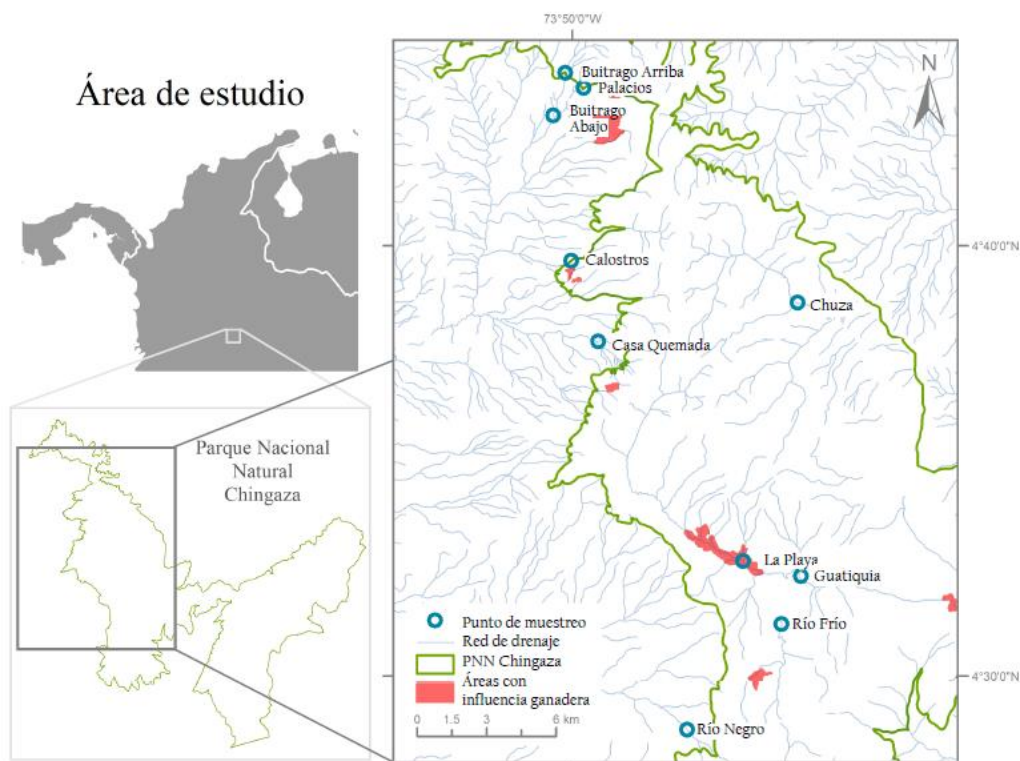 73°50'0"W
Área de estudio
N
Buitrago Arriba
Palacios
Buitrago
Abajo
4°40'0"N
Calostros
Chuza
Casa Quemada
Parque Nacional
Natural
Chingaza
La Playa
Guatiquia
Río Frío
Punto de muestreo
Red de drenaje
PNN Chingaza
Áreas con
influencia ganadera
4°30'0"N
0 1.5 3 6 km
Río Negro